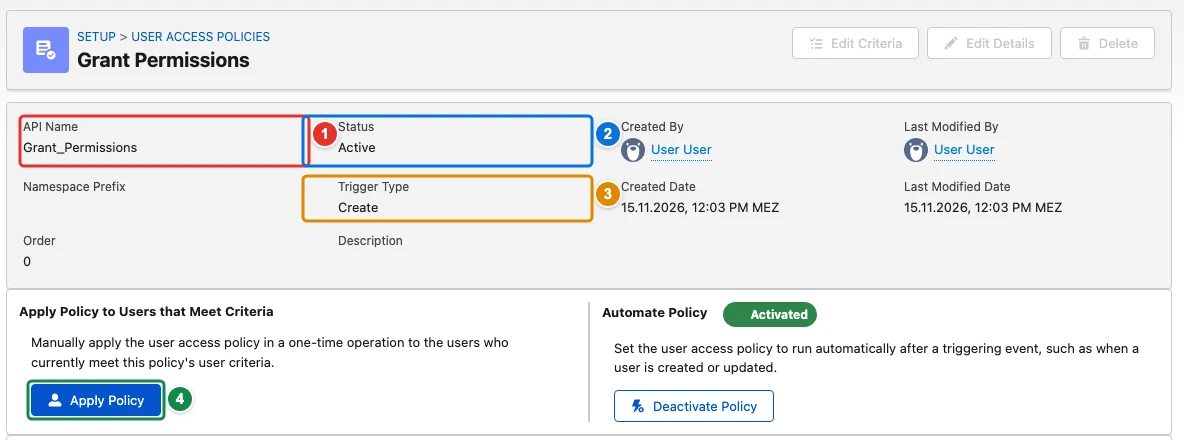 SETUP > USER ACCESS POLICIES
Grant Permissions
Edit Criteria
Edit Details
Delete
API Name
Grant_Permissions
1
Status
Active
2
Created By
User User
Last Modified By
User User
Namespace Prefix
Trigger Type
Create
3
Created Date
15.11.2026, 12:03 PM MEZ
Last Modified Date
15.11.2026, 12:03 PM MEZ
Order
0
Description
Apply Policy to Users that Meet Criteria
Manually apply the user access policy in a one-time operation to the users who
currently meet this policy's user criteria.
Apply Policy
4
Automate Policy
Activated
Set the user access policy to run automatically after a triggering event, such as when a
user is created or updated.
Deactivate Policy